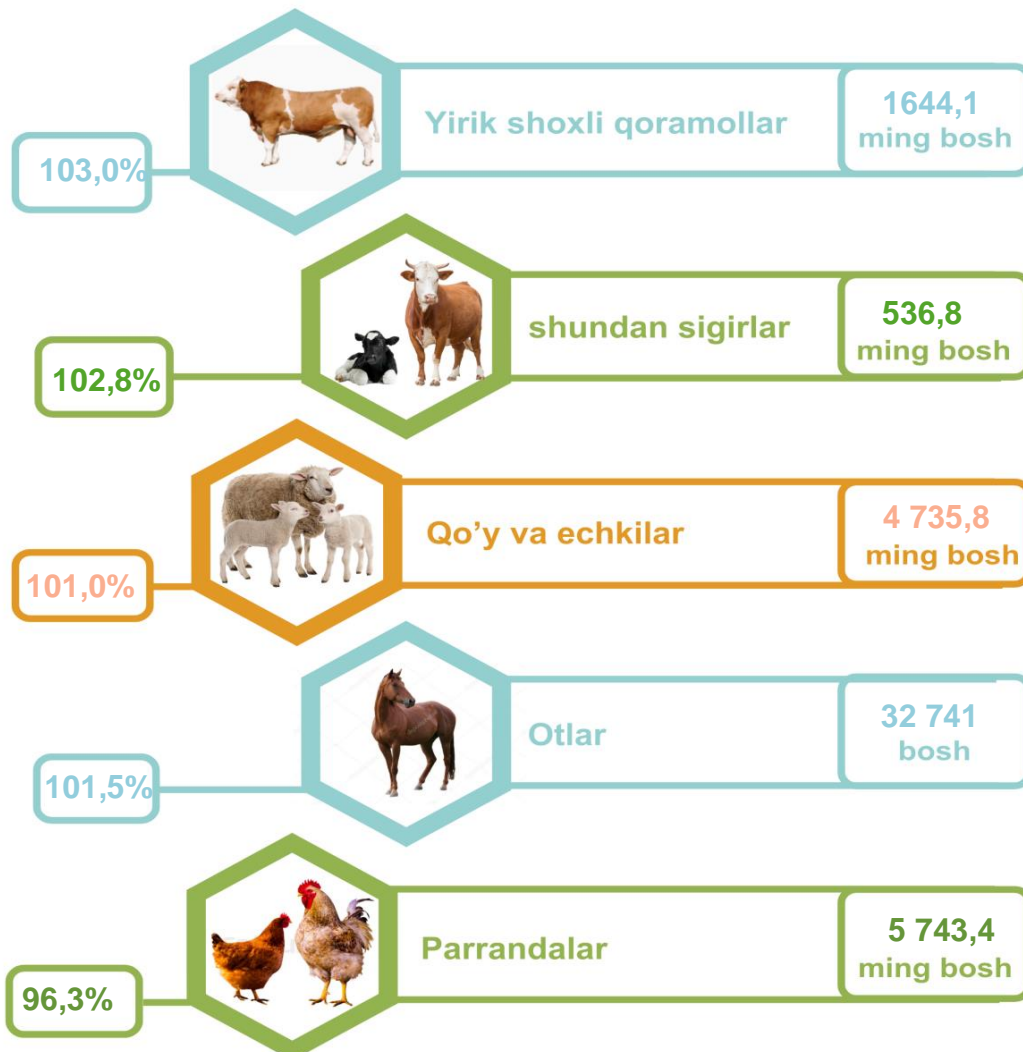 Yirik shoxli qoramollar
1644,1
ming bosh
103,0%
shundan sigirlar
536,8
ming bosh
102,8%
Qo’y va echkilar
4 735,8
ming bosh
101,0%
Otlar
32 741
bosh
101,5%
Parrandalar
5 743,4
ming bosh
96,3%